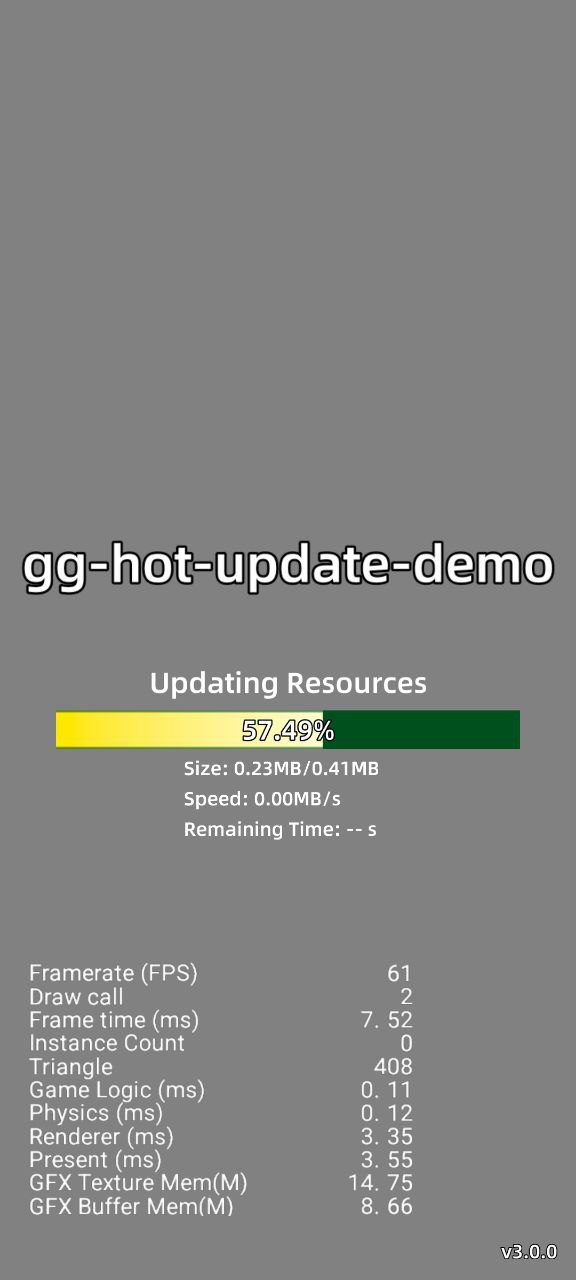 gg-hot-update-demo
Updating Resources
57.49%
Size: 0.23MB/0.41MB
Speed: 0.00MB/s
Remaining Time: -- s
Framerate (FPS) 61
Draw call 2
Frame time (ms) 7. 52
Instance Count 0
Triangle 408
Game Logic (ms) 0. 11
Physics (ms) 0. 12
Renderer (ms) 3. 35
Present (ms) 3. 55
GFX Texture Mem(M) 14. 75
GFX Buffer Mem(M) 8. 66
v3.0.0